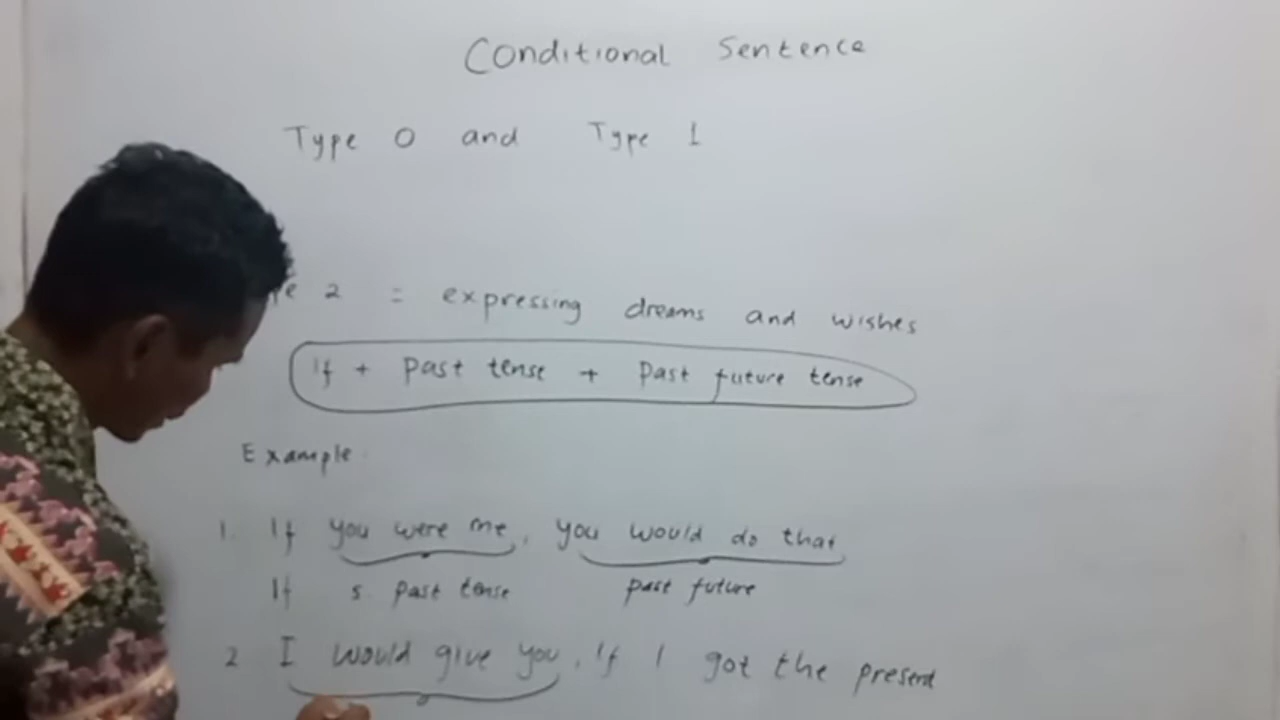 Conditional Sentence
Type 0 and Type 1
2 = expressing dreams and wishes
If + Past tense + Past future tense
Example
1. If you were me, you would do that
If s. Past tense past future
2 I would give you, if I got the present